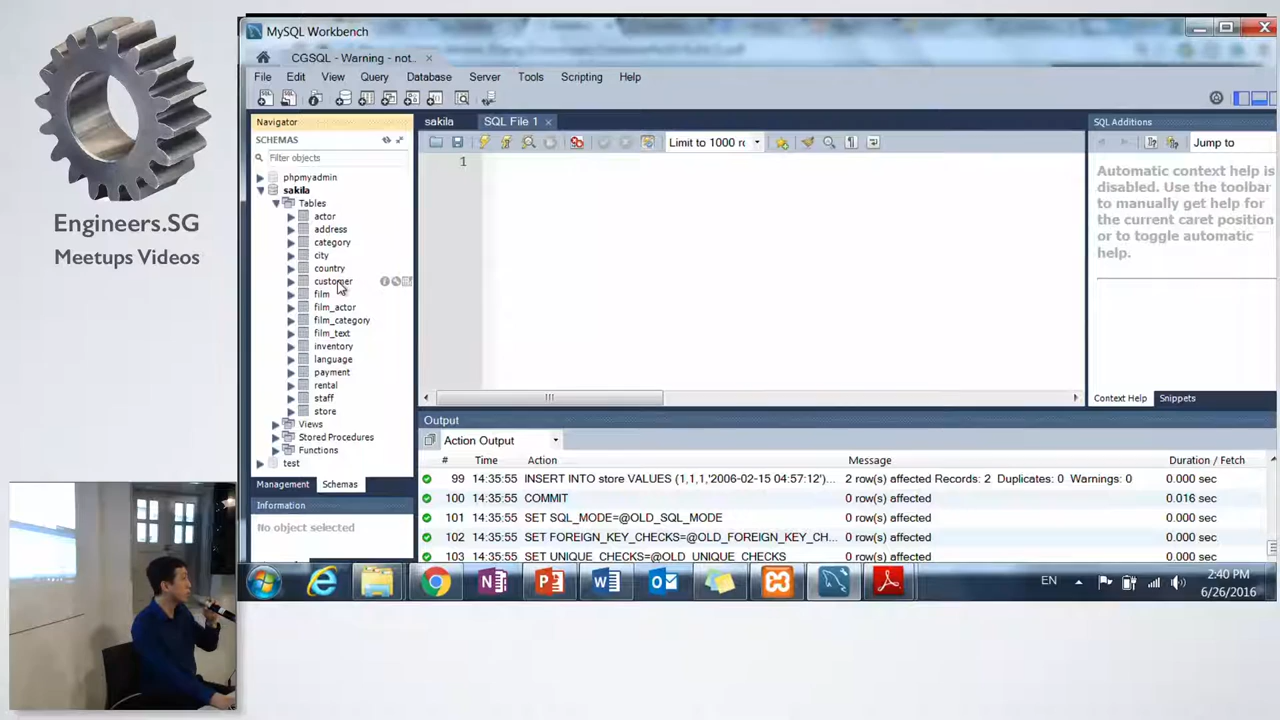 Engineers.SG
Meetups Videos
MySQL Workbench
CGSQL - Warning - not..
File Edit View Query Database Server Tools Scripting Help
Navigator
SCHEMAS
Filter objects
phpmyadmin
sakila
Tables
actor
address
category
city
country
customer
film
film_actor
film_category
film_text
inventory
language
payment
rental
staff
store
Views
Stored Procedures
Functions
test
Management Schemas
Information
No object selected
sakila SQL File 1
Limit to 1000 rc
1
SQL Additions
Jump to
Automatic context help is
disabled. Use the toolbar
to manually get help for
the current caret position
or to toggle automatic
help.
Context Help Snippets
Output
Action Output
# Time Action Message Duration / Fetch
99 14:35:55 INSERT INTO store VALUES (1,1,1,'2006-02-15 04:57:12')... 2 row(s) affected Records: 2 Duplicates: 0 Warnings: 0 0.000 sec
100 14:35:55 COMMIT 0 row(s) affected 0.016 sec
101 14:35:55 SET SQL_MODE=@OLD_SQL_MODE 0 row(s) affected 0.000 sec
102 14:35:55 SET FOREIGN_KEY_CHECKS=@OLD_FOREIGN_KEY_CH... 0 row(s) affected 0.000 sec
103 14:35:55 SET UNIQUE_CHECKS=@OLD_UNIQUE_CHECKS 0 row(s) affected 0.000 sec
EN
2:40 PM
6/26/2016